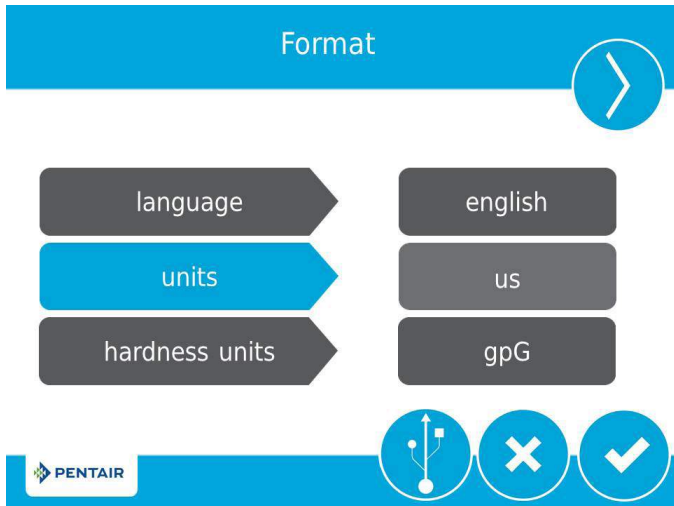 Format
language
english
units
us
hardness units
gpG
PENTAIR